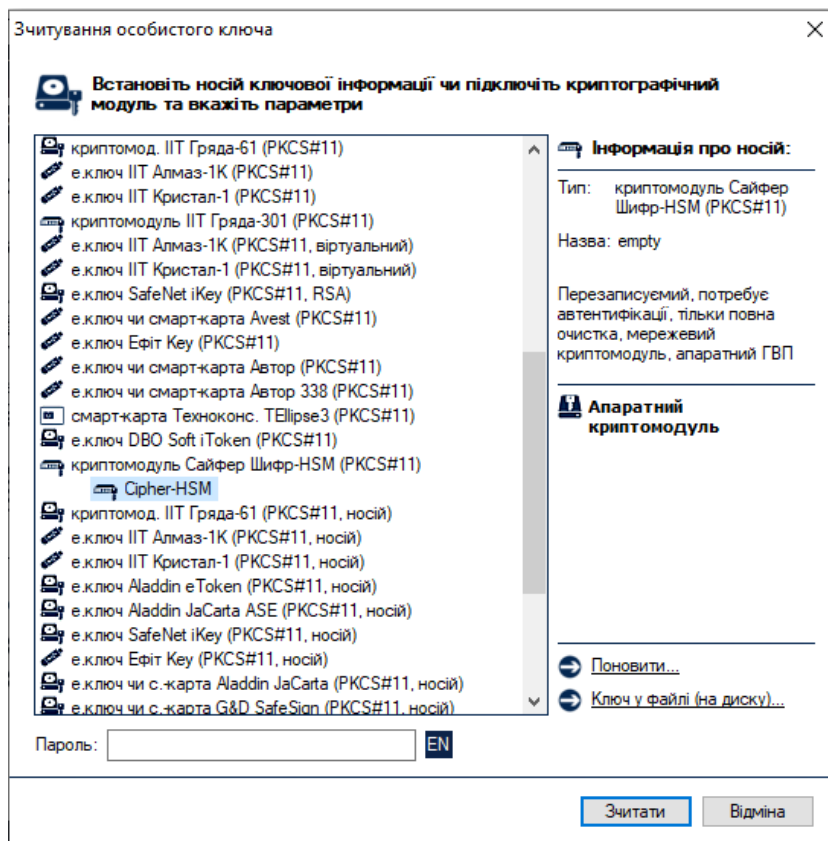 Зчитування особистого ключа
Встановіть носій ключової інформації чи підключіть криптографічний
модуль та вкажіть параметри
криптомод. ІІТ Гряда-61 (PKCS#11)
е.ключ ІІТ Алмаз-1К (PKCS#11)
е.ключ ІІТ Кристал-1 (PKCS#11)
криптомодуль ІІТ Гряда-301 (PKCS#11)
е.ключ ІІТ Алмаз-1К (PKCS#11, віртуальний)
е.ключ ІІТ Кристал-1 (PKCS#11, віртуальний)
е.ключ SafeNet iKey (PKCS#11, RSA)
е.ключ чи смарт-карта Avest (PKCS#11)
е.ключ Ефіт Key (PKCS#11)
е.ключ чи смарт-карта Автор (PKCS#11)
е.ключ чи смарт-карта Автор 338 (PKCS#11)
смарт-карта Техноконс. TEllipse3 (PKCS#11)
е.ключ DBO Soft iToken (PKCS#11)
криптомодуль Сайфер Шифр-HSM (PKCS#11)
Cipher-HSM
криптомод. ІІТ Гряда-61 (PKCS#11, носій)
е.ключ ІІТ Алмаз-1К (PKCS#11, носій)
е.ключ ІІТ Кристал-1 (PKCS#11, носій)
е.ключ Aladdin eToken (PKCS#11, носій)
е.ключ Aladdin JaCarta ASE (PKCS#11, носій)
е.ключ SafeNet iKey (PKCS#11, носій)
е.ключ Ефіт Key (PKCS#11, носій)
е.ключ чи с.-карта Aladdin JaCarta (PKCS#11, носій)
е.ключ чи с.-карта G&D SafeSign (PKCS#11, носій)
Інформація про носій:
Тип: криптомодуль Сайфер
Шифр-HSM (PKCS#11)
Назва: empty
Перезаписуємий, потребує
автентифікації, тільки повна
очистка, мережевий
криптомодуль, апаратний ГВП
Апаратний
криптомодуль
Поновити...
Ключ у файлі (на диску)...
Пароль:
EN
Зчитати
Відміна